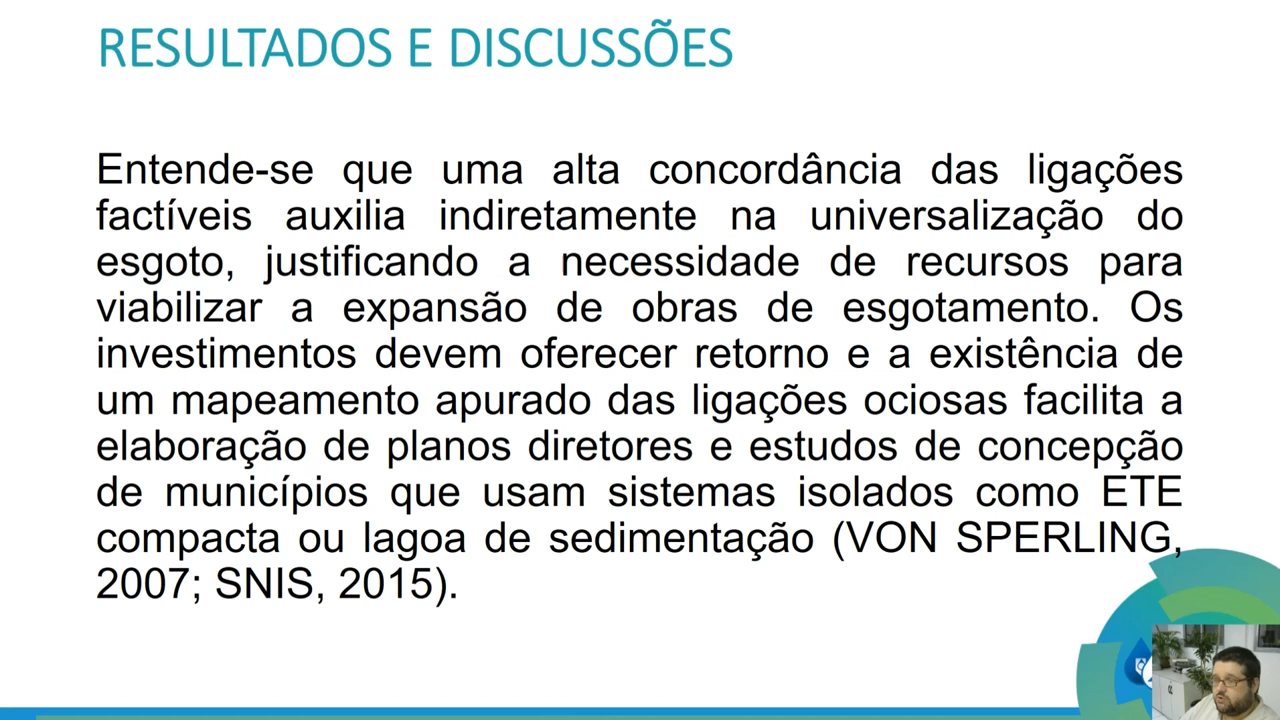 RESULTADOS E DISCUSSÕES
Entende-se que uma alta concordância das ligações
factíveis auxilia indiretamente na universalização do
esgoto, justificando a necessidade de recursos para
viabilizar a expansão de obras de esgotamento. Os
investimentos devem oferecer retorno e a existência de
um mapeamento apurado das ligações ociosas facilita a
elaboração de planos diretores e estudos de concepção
de municípios que usam sistemas isolados como ETE
compacta ou lagoa de sedimentação (VON SPERLING,
2007; SNIS, 2015).